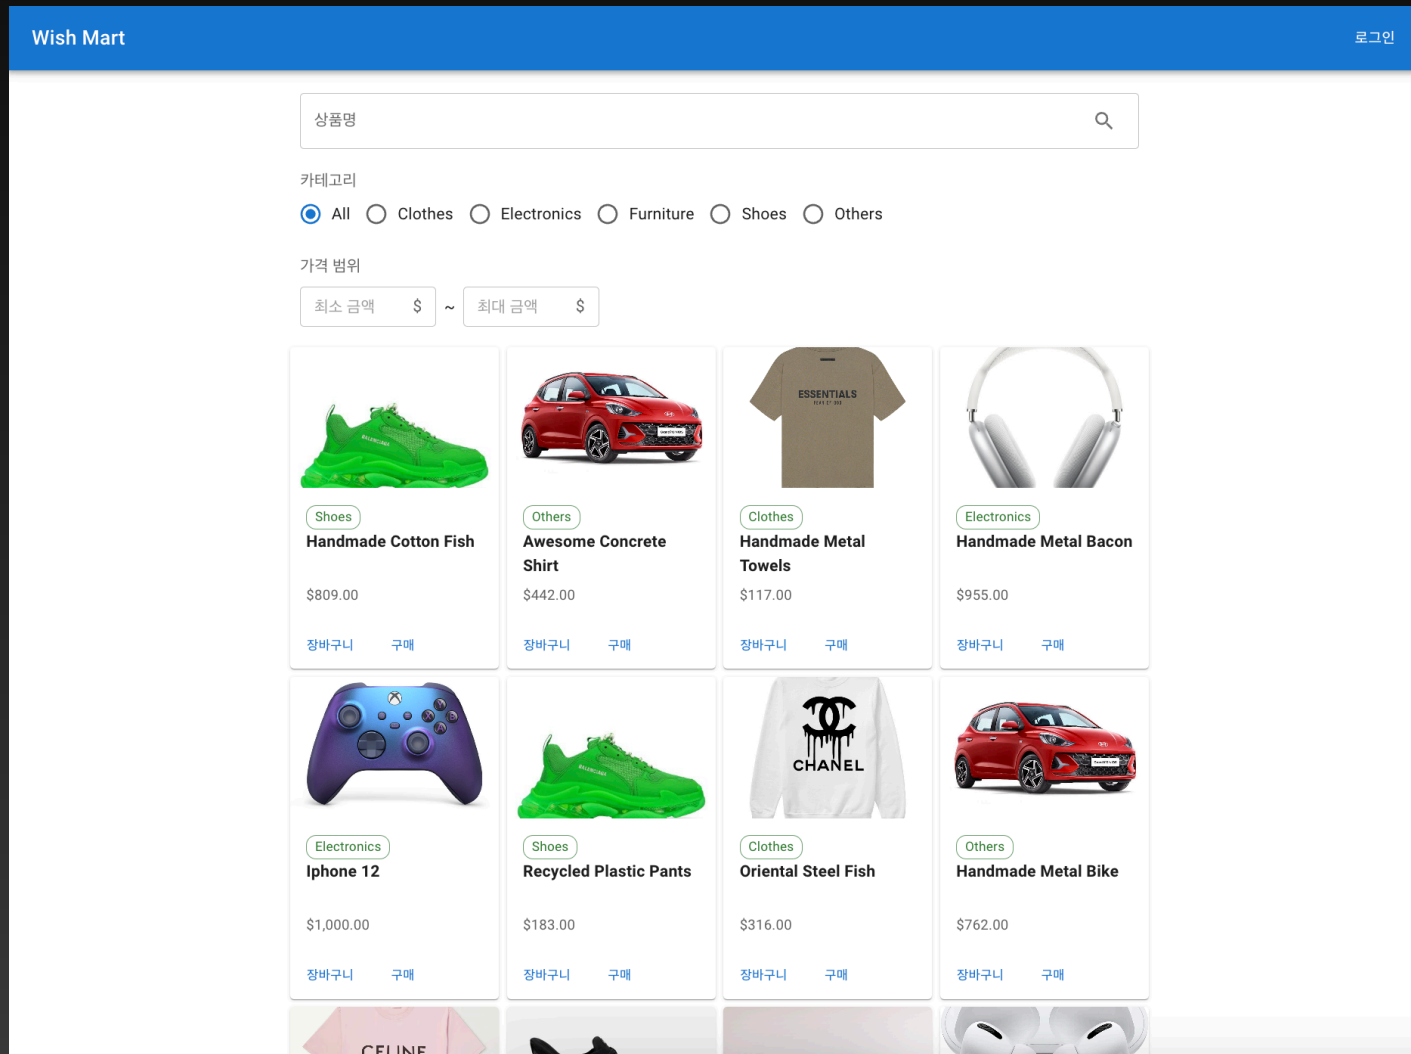 Wish Mart
로그인
상품명
카테고리
All Clothes Electronics Furniture Shoes Others
가격 범위
최소 금액 $ ~ 최대 금액 $
BALENCIAGA
ESSENTIALS
Shoes
Handmade Cotton Fish
$809.00
장바구니 구매
Others
Awesome Concrete
Shirt
$442.00
장바구니 구매
Clothes
Handmade Metal
Towels
$117.00
장바구니 구매
Electronics
Handmade Metal Bacon
$955.00
장바구니 구매
BALENCIAGA
CHANEL
Electronics
Iphone 12
$1,000.00
장바구니 구매
Shoes
Recycled Plastic Pants
$183.00
장바구니 구매
Clothes
Oriental Steel Fish
$316.00
장바구니 구매
Others
Handmade Metal Bike
$762.00
장바구니 구매
CELINE